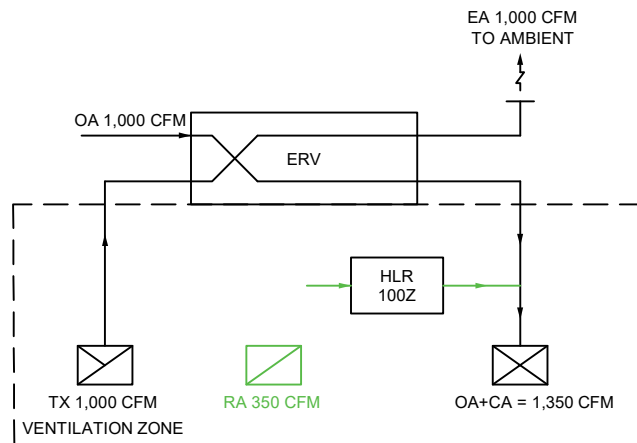 EA 1,000 CFM
TO AMBIENT
OA 1,000 CFM
ERV
HLR
100Z
TX 1,000 CFM
RA 350 CFM
OA+CA = 1,350 CFM
VENTILATION ZONE